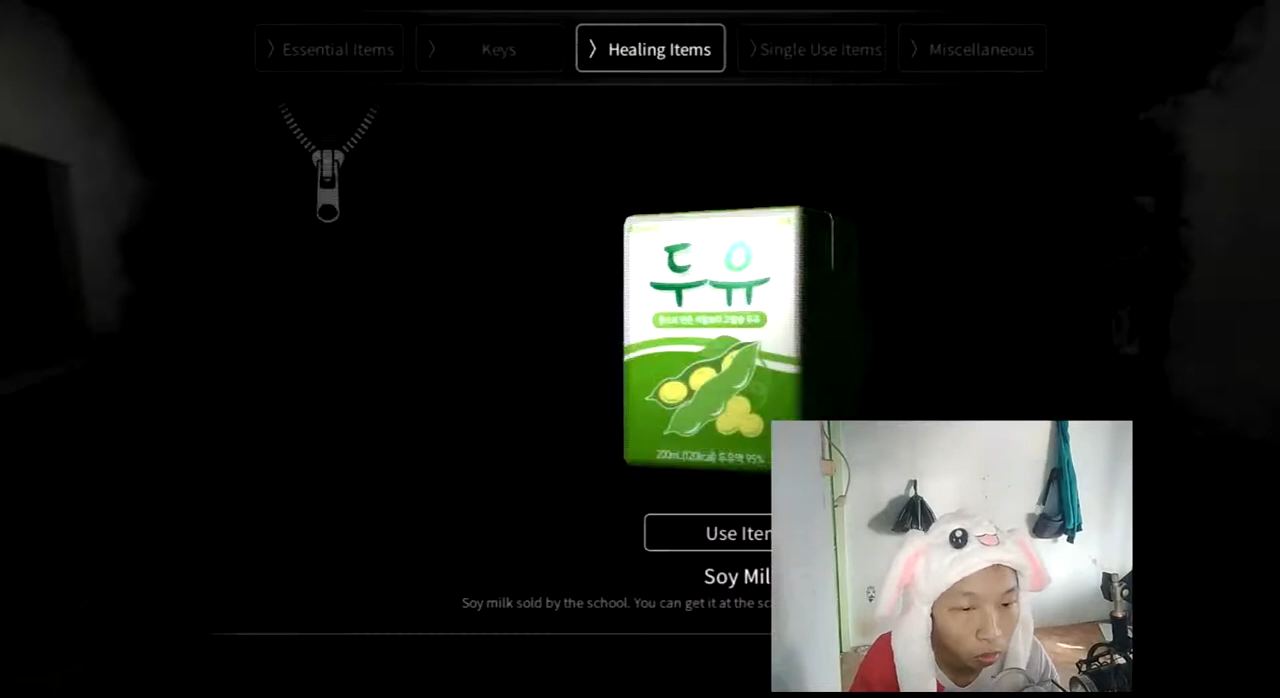 Essential Items
Keys
Healing Items
Single Use Items
Miscellaneous
두유
200mL(120kcal) 두유액 95%
Use Iter
Soy Mil
Soy milk sold by the school. You can get it at the sc